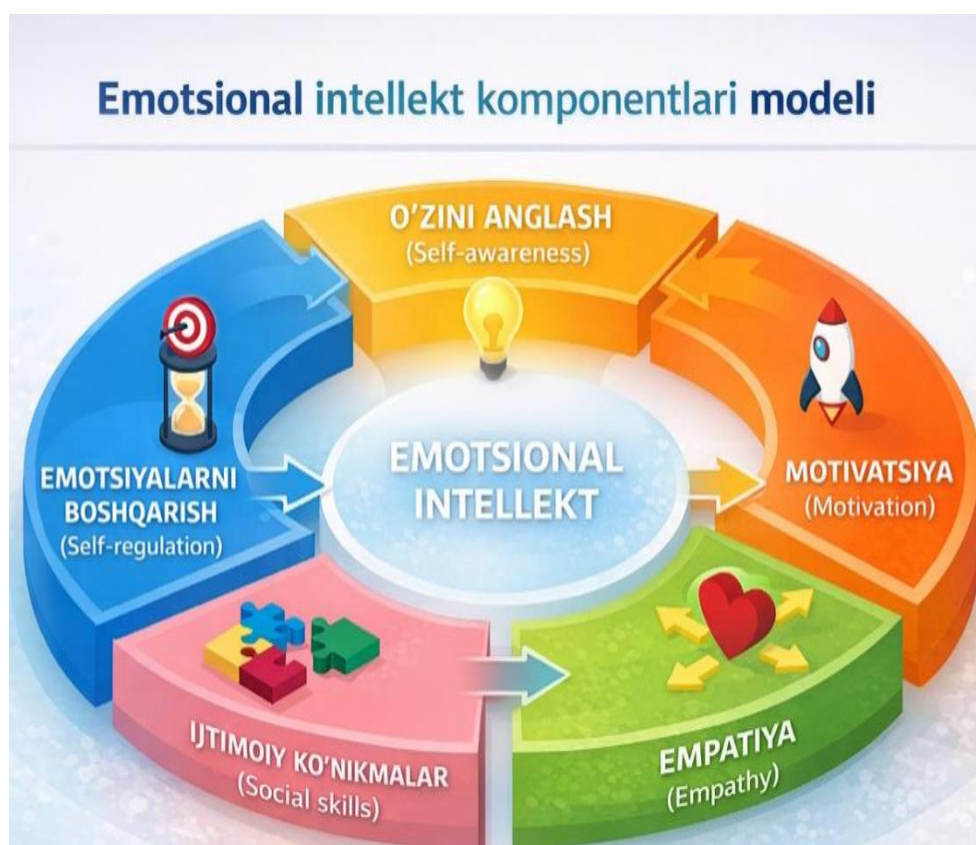 Emotsional intellekt komponentlari modeli
O'ZINI ANGLASH
(Self-awareness)
EMOTSIYALARNI
BOSHQARISH
(Self-regulation)
EMOTSIONAL
INTELLEKT
MOTIVATSIYA
(Motivation)
IJTIMOIY KO'NIKMALAR
(Social skills)
EMPATIYA
(Empathy)